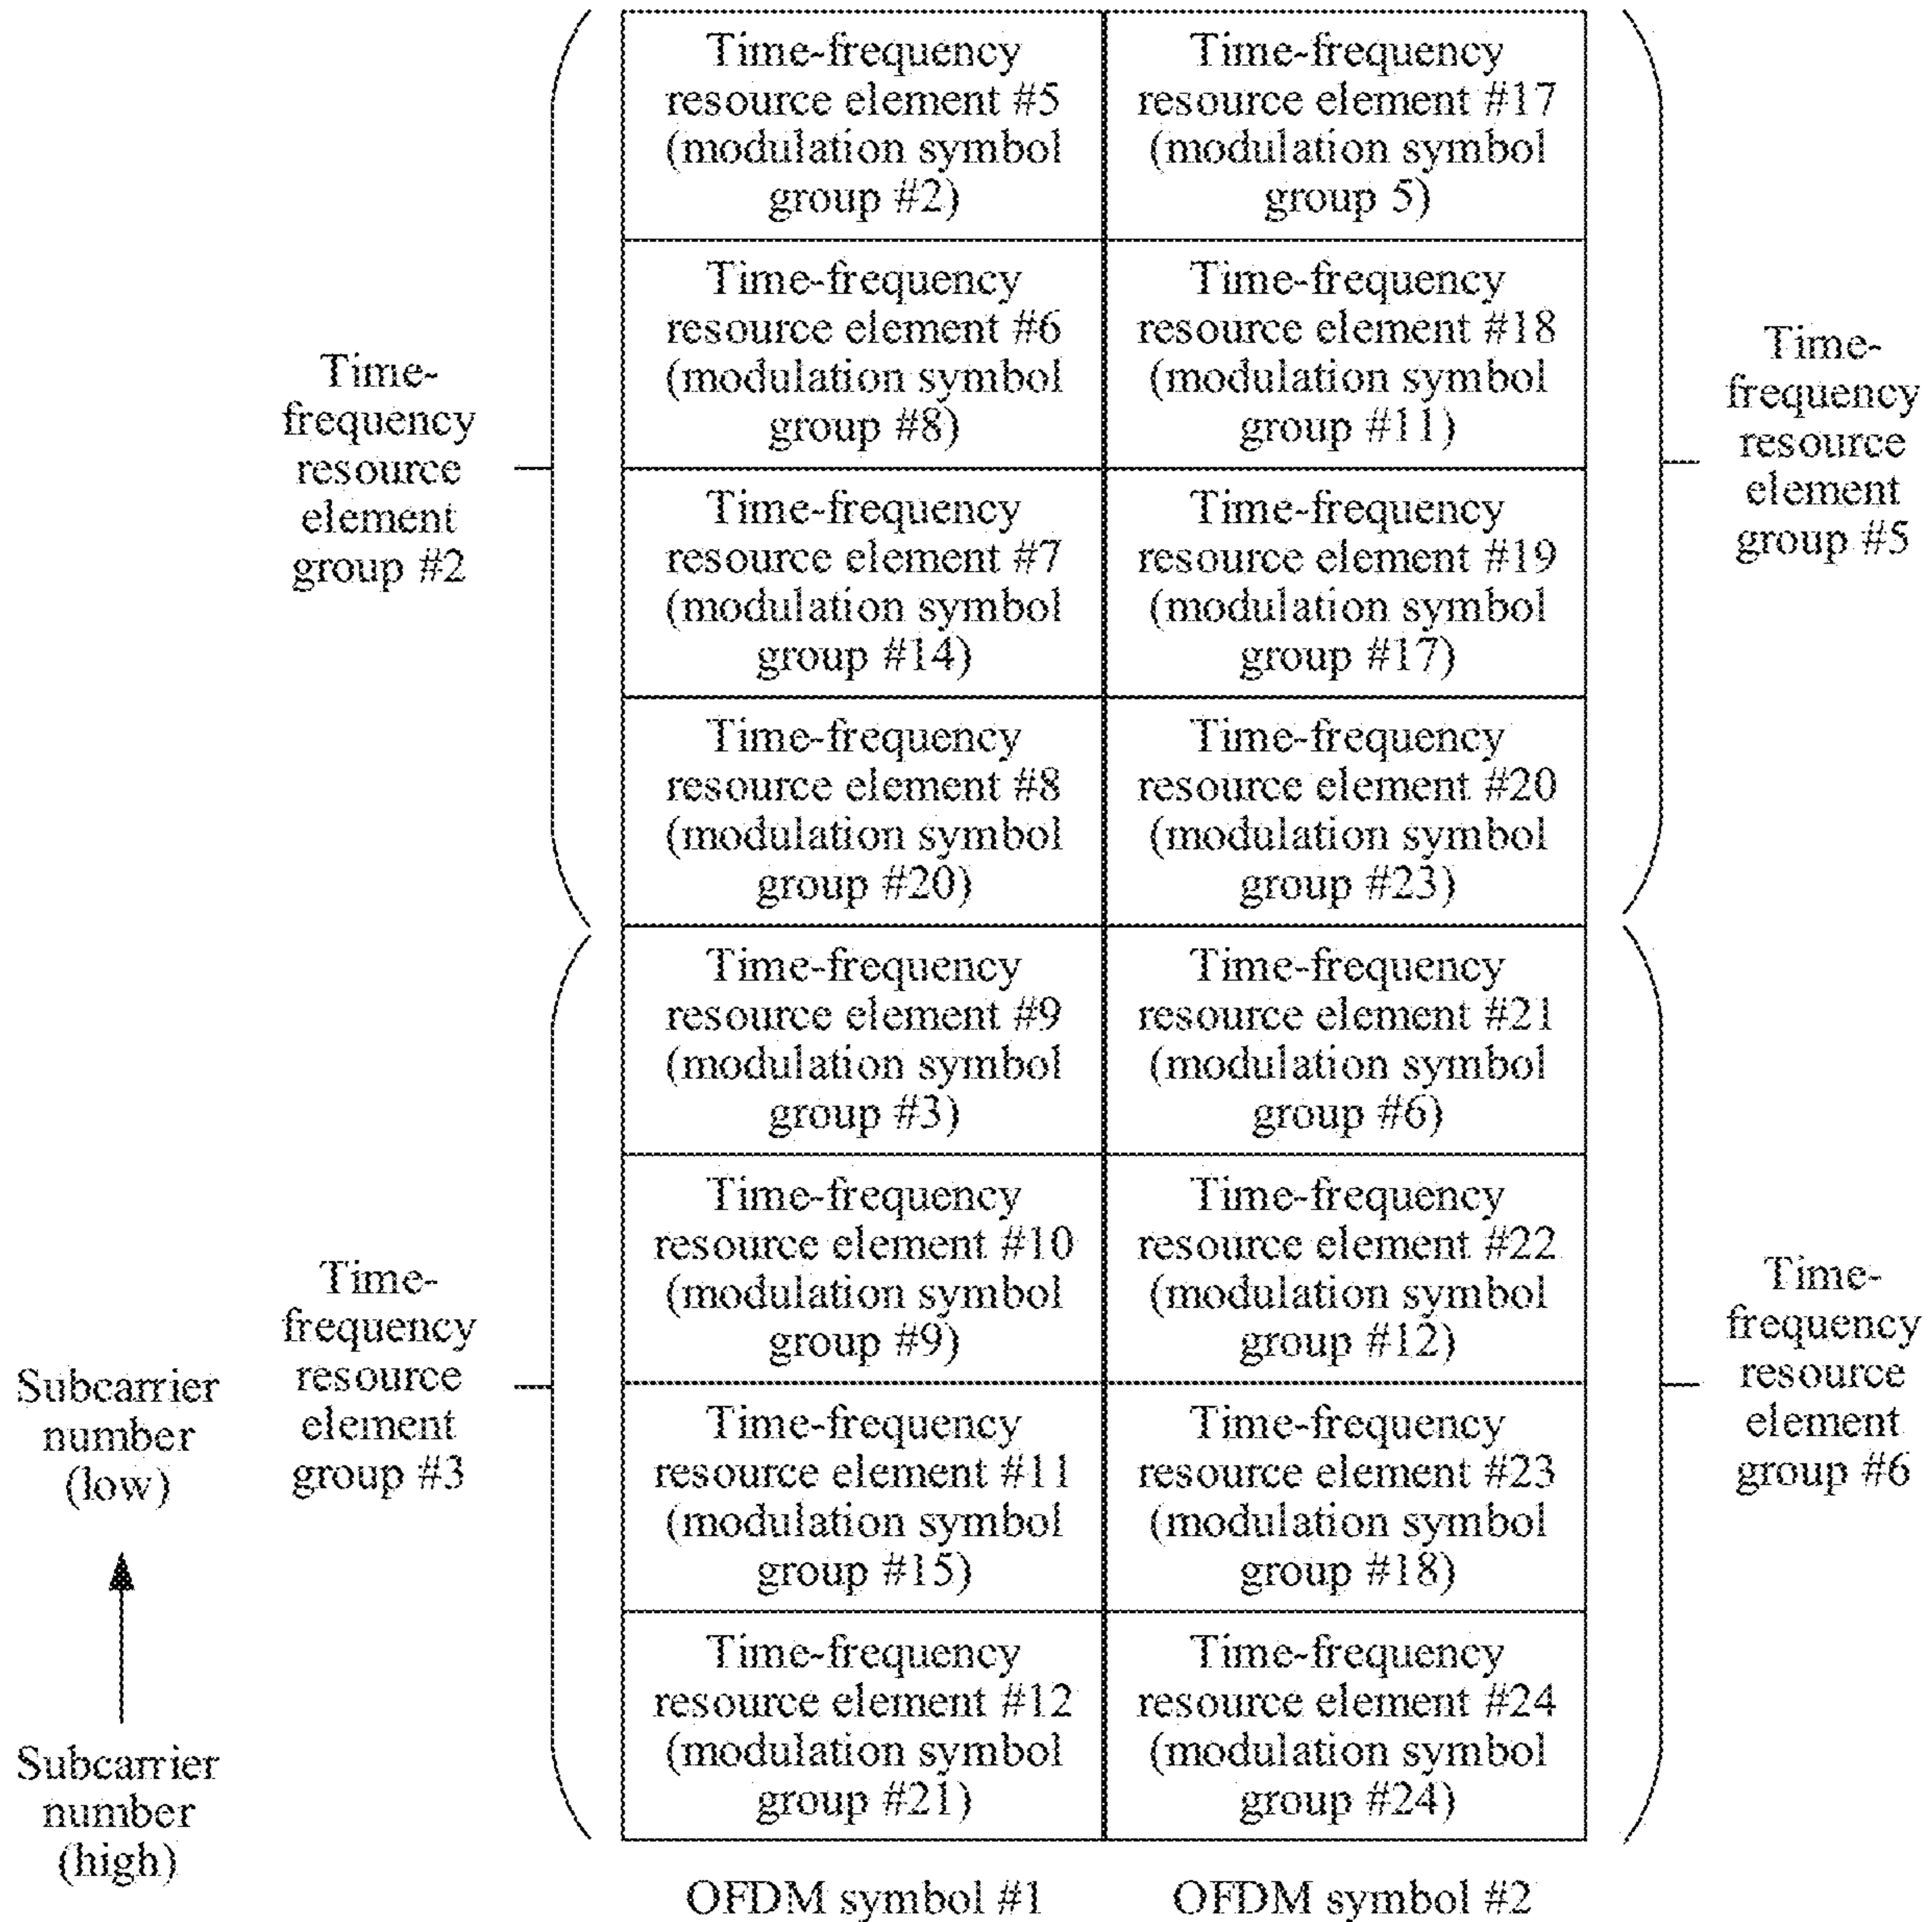 Time-frequency
resource element #5
(modulation symbol
group #2)
Time-frequency
resource element #17
(modulation symbol
group 5)
Time-frequency
resource element #6
(modulation symbol
group #8)
Time-frequency
resource element #18
(modulation symbol
group #11)
Time-
frequency
resource
element
group #2
Time-
frequency
resource
element
group #5
Time-frequency
resource element #7
(modulation symbol
group #14)
Time-frequency
resource element #19
(modulation symbol
group #17)
Time-frequency
resource element #8
(modulation symbol
group #20)
Time-frequency
resource element #20
(modulation symbol
group #23)
Time-frequency
resource element #9
(modulation symbol
group #3)
Time-frequency
resource element #21
(modulation symbol
group #6)
Time-frequency
resource element #10
(modulation symbol
group #9)
Time-frequency
resource element #22
(modulation symbol
group #12)
Time-
frequency
resource
element
group #3
Time-
frequency
resource
element
group #6
Subcarrier
number
(low)
Time-frequency
resource element #11
(modulation symbol
group #15)
Time-frequency
resource element #23
(modulation symbol
group #18)
Time-frequency
resource element #12
(modulation symbol
group #21)
Time-frequency
resource element #24
(modulation symbol
group #24)
Subcarrier
number
(high)
OFDM symbol #1
OFDM symbol #2